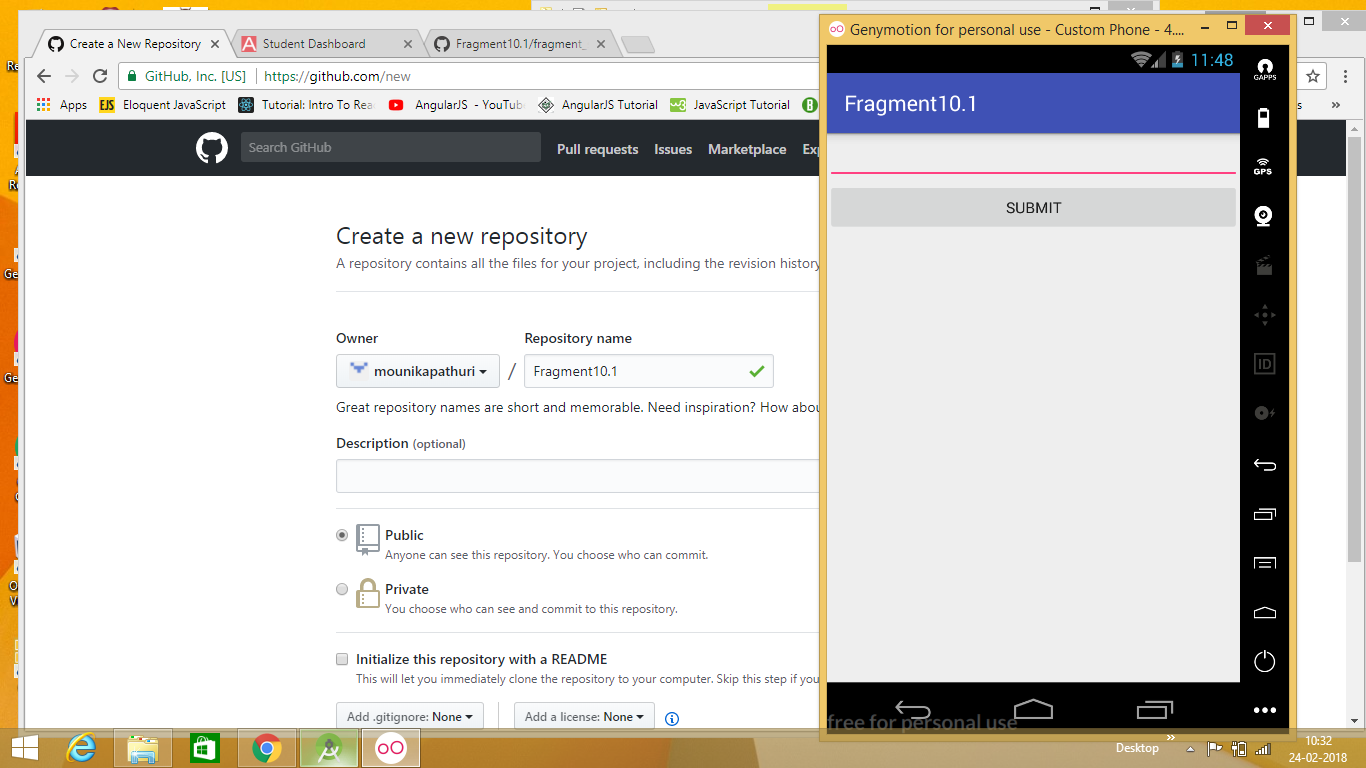 Create a New Repository
Student Dashboard
Fragment10.1/fragment_
GitHub, Inc. [US]
https://github.com/new
Apps
EJS
Eloquent JavaScript
Tutorial: Intro To Rea
AngularJS - YouTub
AngularJS Tutorial
W3
JavaScript Tutorial
»
Search GitHub
Pull requests
Issues
Marketplace
Create a new repository
A repository contains all the files for your project, including the revision history
Owner
Repository name
mounikapathuri
/
Fragment10.1
Great repository names are short and memorable. Need inspiration? How abou
Description (optional)
Public
Anyone can see this repository. You choose who can commit.
Private
You choose who can see and commit to this repository.
Initialize this repository with a README
This will let you immediately clone the repository to your computer. Skip this step if you
Add .gitignore: None
Add a license: None
Genymotion for personal use - Custom Phone - 4....
11:48
Fragment10.1
SUBMIT
GAPPS
GPS
ID
free for personal use
Desktop
»
10:32
24-02-2018